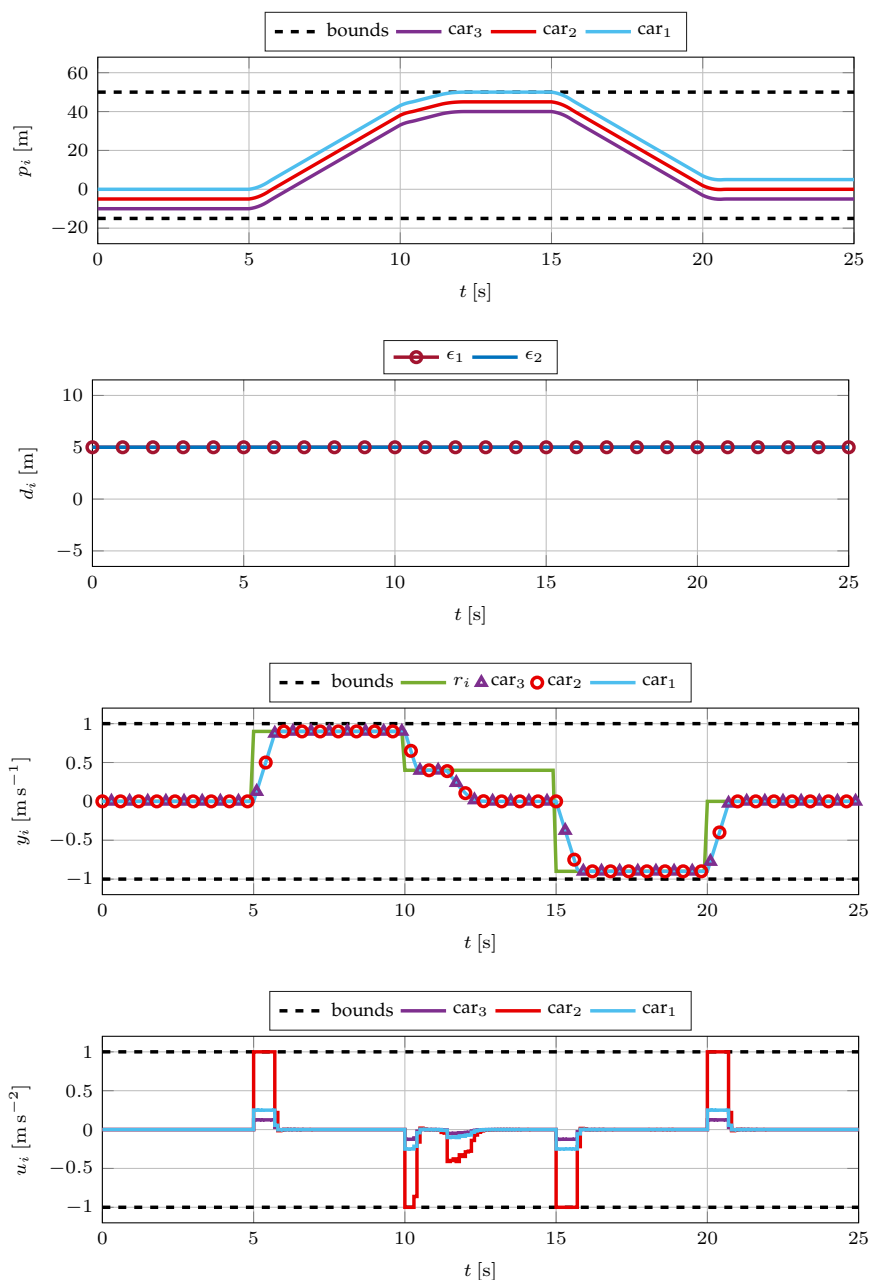 bounds car₃ car₂ car₁
60
40
20
0
−20
pᵢ [m]
0 5 10 15 20 25
t [s]
ϵ₁ ϵ₂
10
5
0
−5
dᵢ [m]
0 5 10 15 20 25
t [s]
bounds rᵢ car₃ car₂ car₁
1
0.5
0
−0.5
−1
yᵢ [m s⁻¹]
0 5 10 15 20 25
t [s]
bounds car₃ car₂ car₁
1
0.5
0
−0.5
−1
uᵢ [m s⁻²]
0 5 10 15 20 25
t [s]